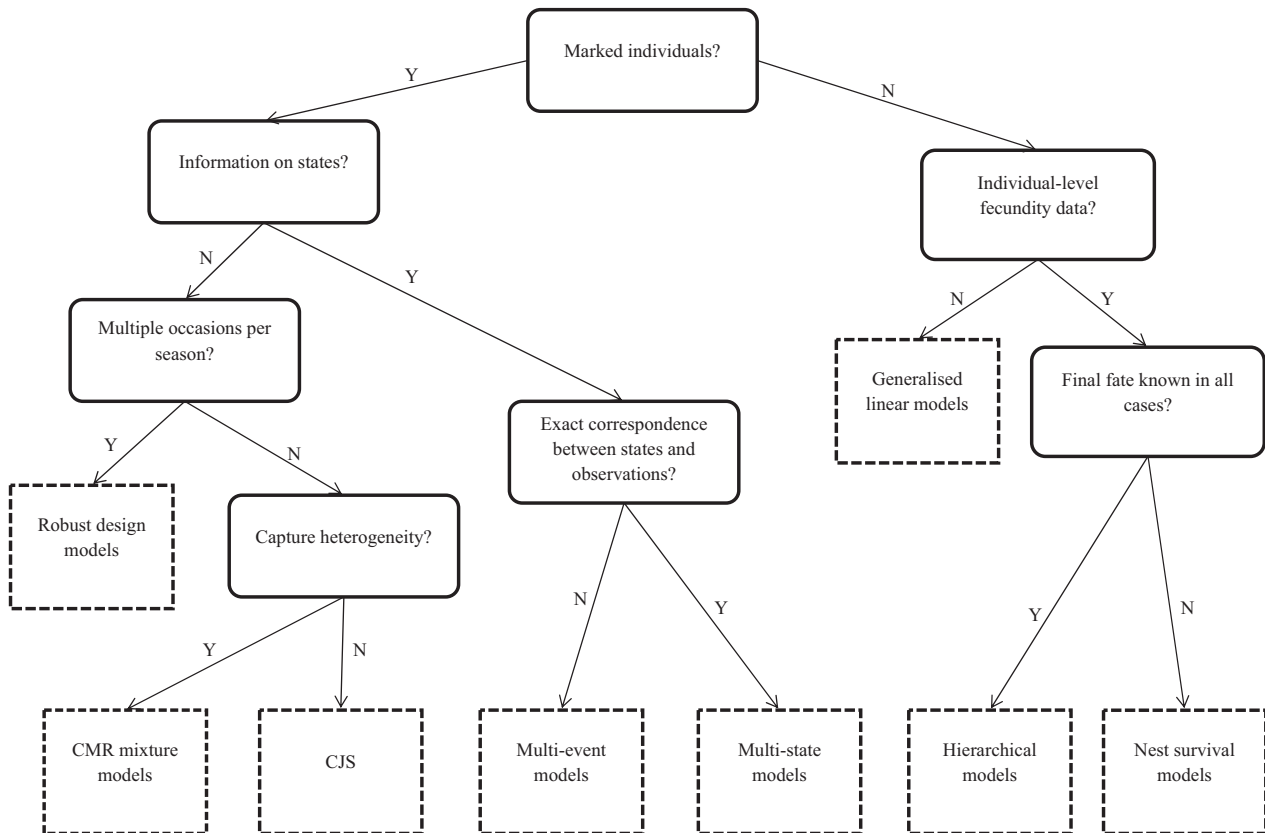 Marked individuals?
Y
N
Information on states?
Individual-level
fecundity data?
N
Y
N
Y
Multiple occasions per
season?
Generalised
linear models
Final fate known in all
cases?
Exact correspondence
between states and
observations?
Y
N
Robust design
models
Capture heterogeneity?
N
Y
Y
N
Y
N
CMR mixture
models
CJS
Multi-event
models
Multi-state
models
Hierarchical
models
Nest survival
models